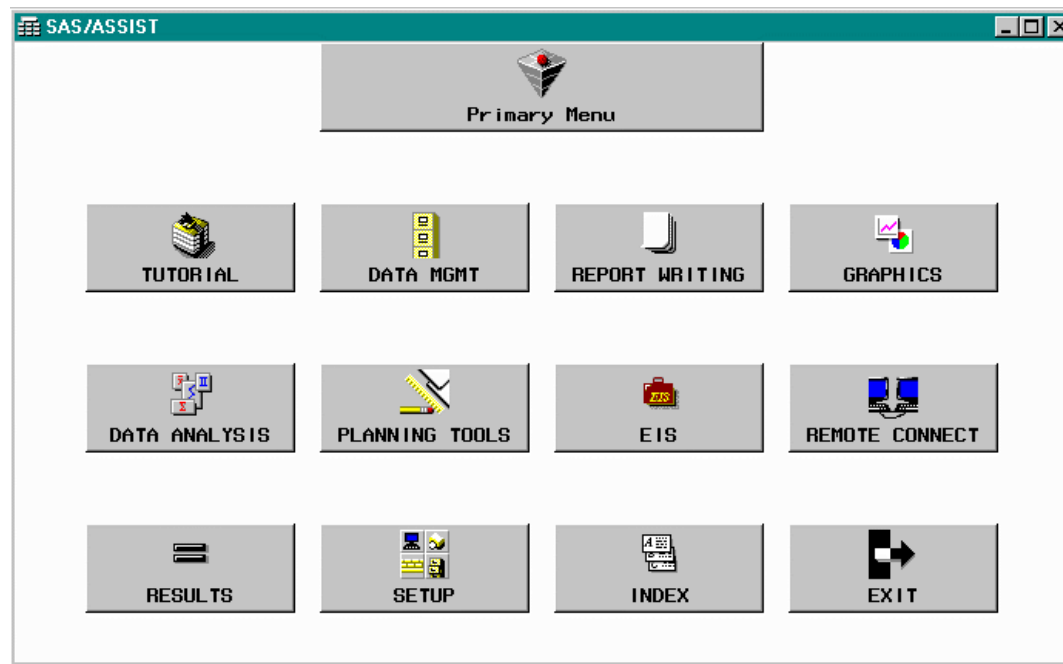 SAS/ASSIST
Primary Menu
TUTORIAL
DATA MGMT
REPORT WRITING
GRAPHICS
DATA ANALYSIS
PLANNING TOOLS
EIS
EIS
REMOTE CONNECT
RESULTS
SETUP
INDEX
EXIT